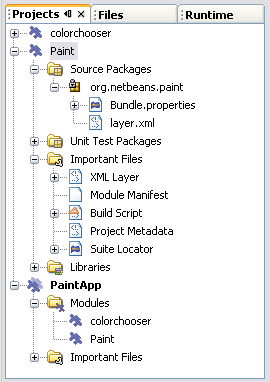 Projects Files Runtime
colorchooser
Paint
Source Packages
org.netbeans.paint
Bundle.properties
layer.xml
Unit Test Packages
Important Files
XML Layer
Module Manifest
Build Script
Project Metadata
Suite Locator
Libraries
PaintApp
Modules
colorchooser
Paint
Important Files